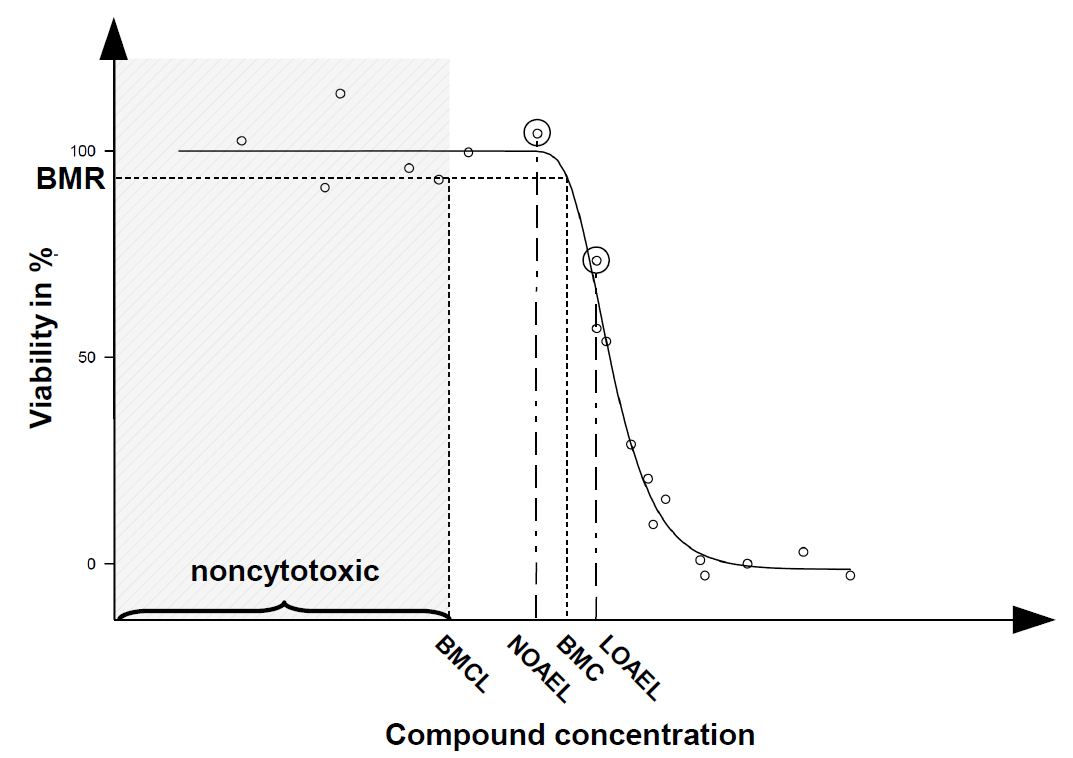 100
BMR
Viability in %
50
0
noncytotoxic
BMCL
NOAEL
BMC
LOAEL
Compound concentration